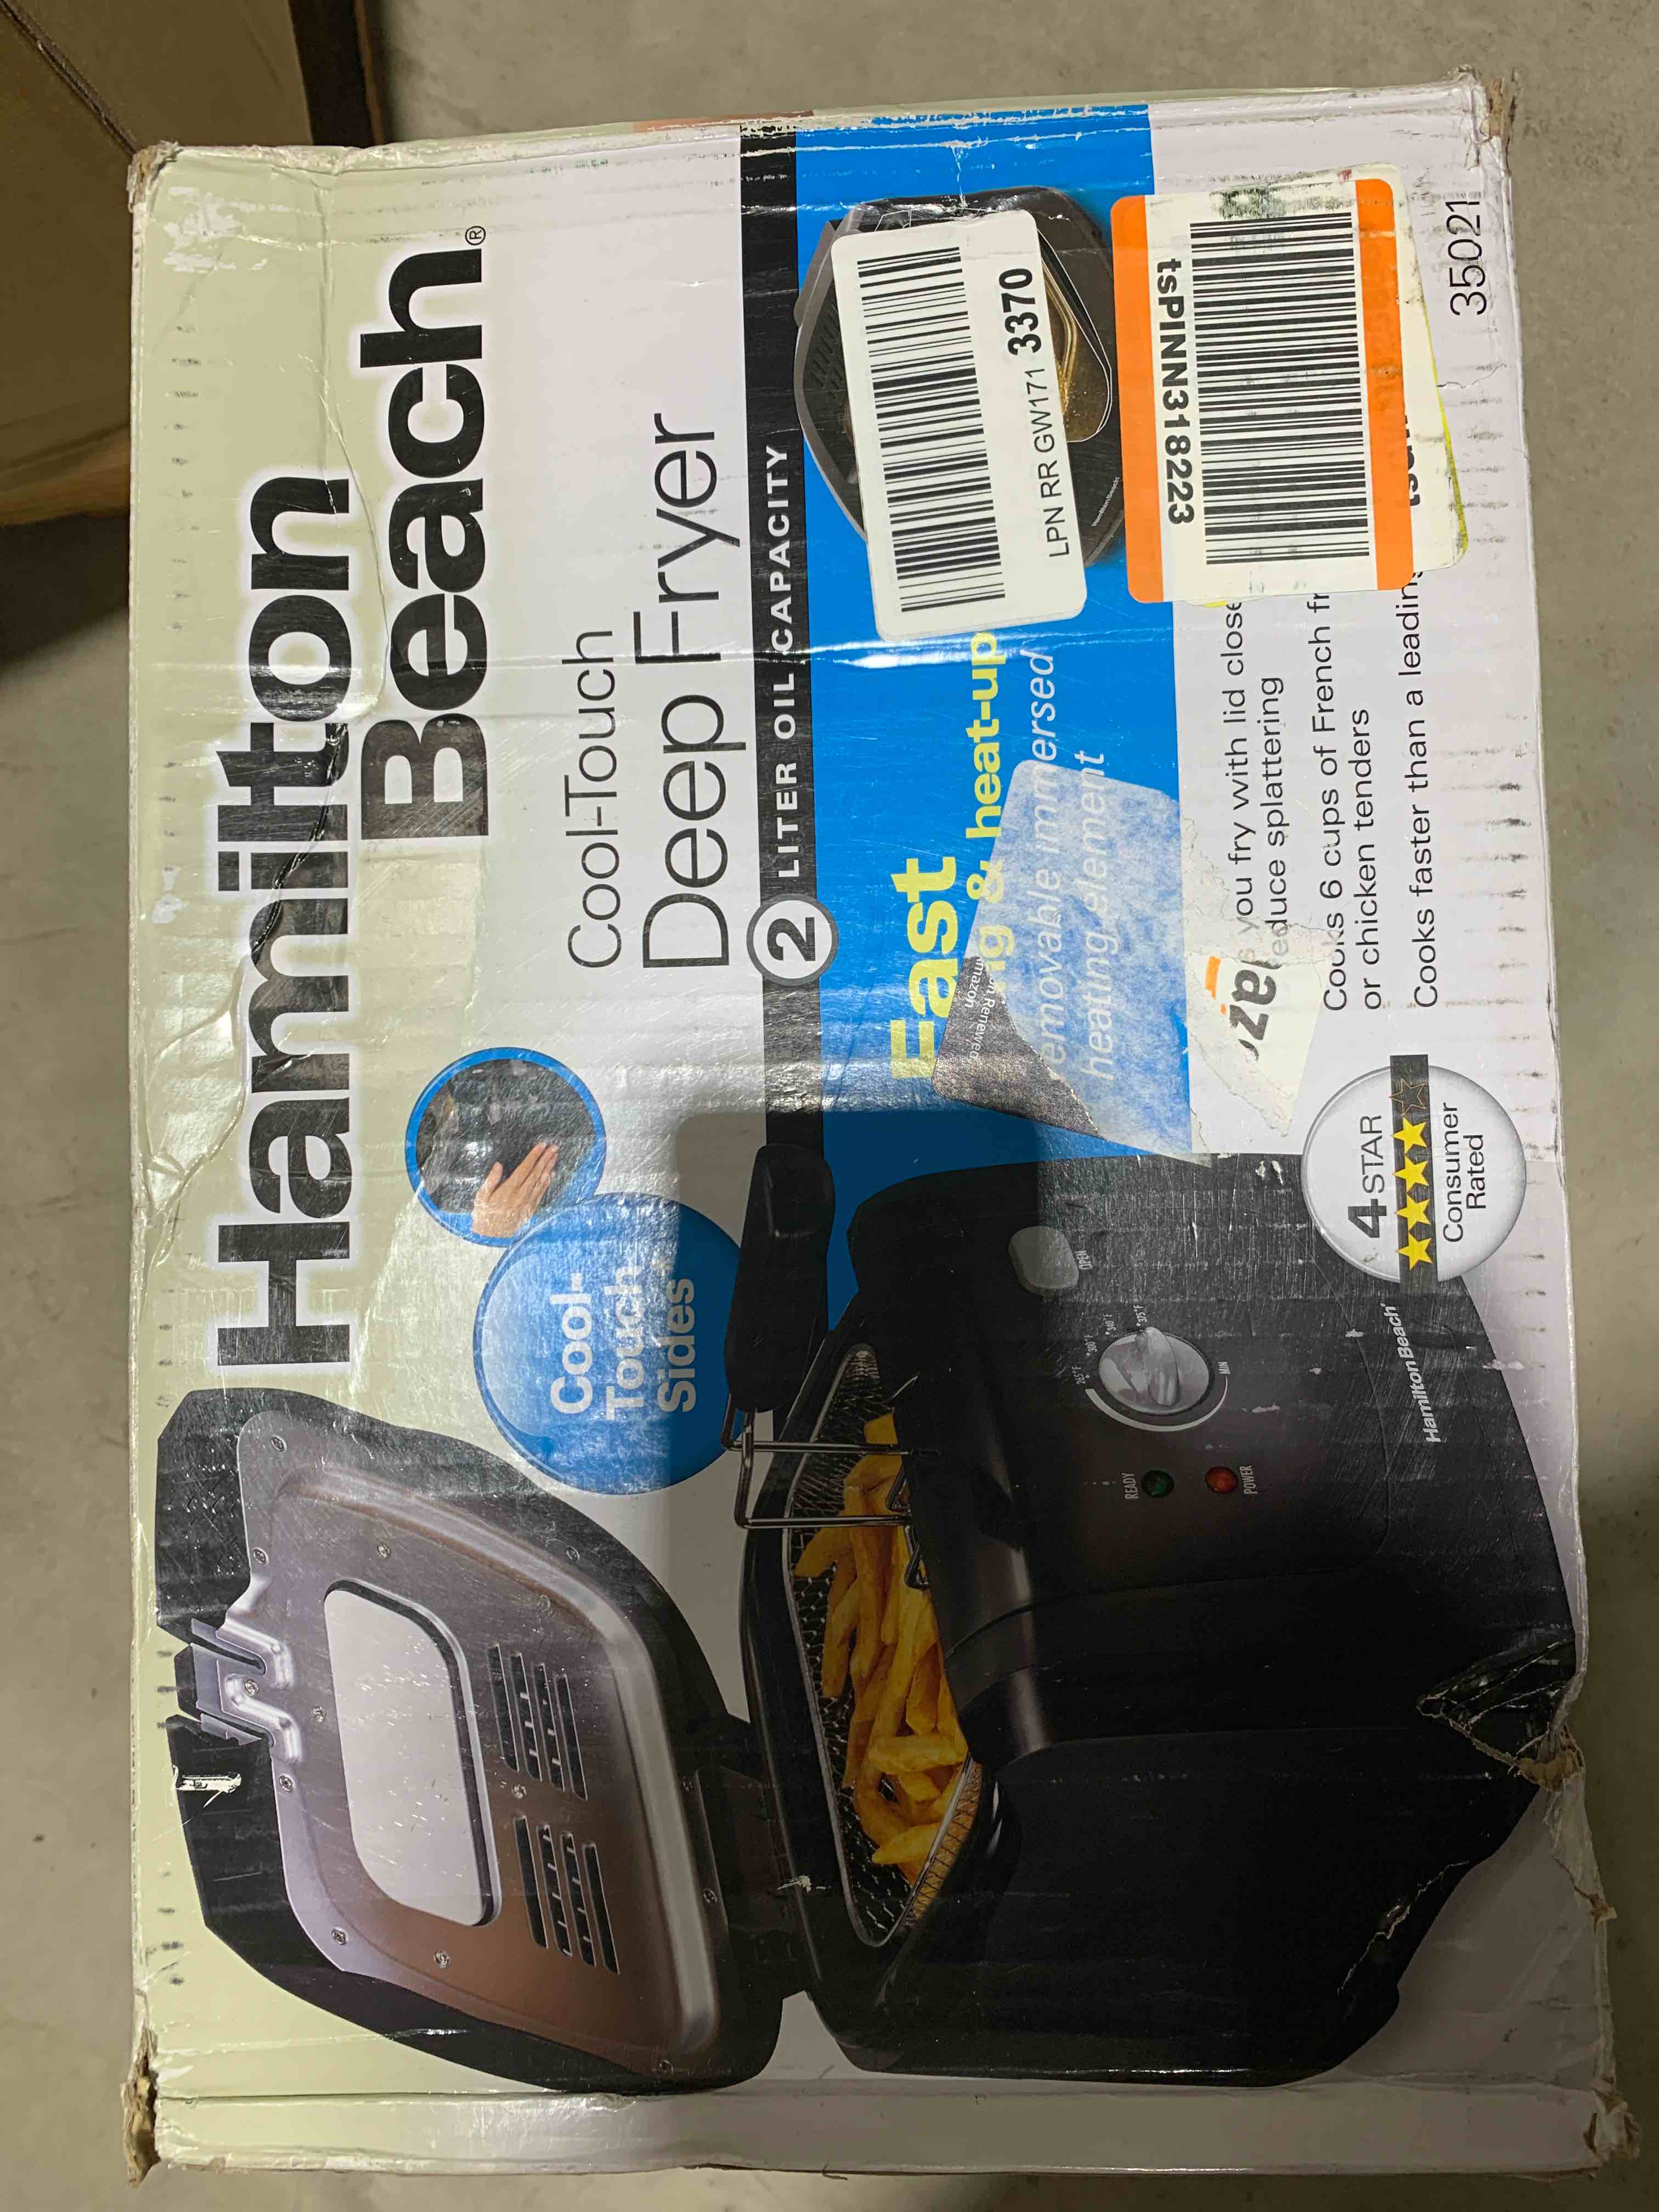 Hamilton
Beach®
Cool-Touch
Deep Fryer
2 LITER OIL CAPACITY
Cool-
Touch
Sides
Fast
& heat-up
immersed
heating element
on Renewed
LPN RR GW171 3370
tsPINN318223
you fry with lid close
educe splattering
Cooks 6 cups of French fr
or chicken tenders
Cooks faster than a leading
4 STAR
Consumer
Rated
35021
OPEN
MIN
READY
POWER
Hamilton Beach